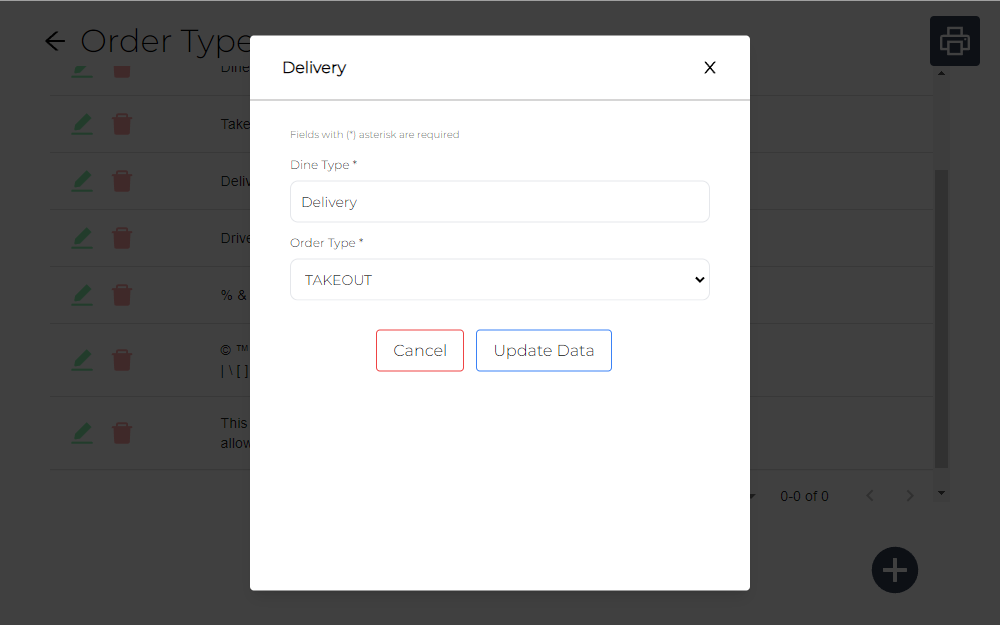 Order Type
Delivery
X
Fields with (*) asterisk are required
Dine Type *
Delivery
Order Type *
TAKEOUT
Cancel
Update Data
Dine
Take
Deliv
Drive
% &
© ™
| \ [ ]
This
allow
0-0 of 0